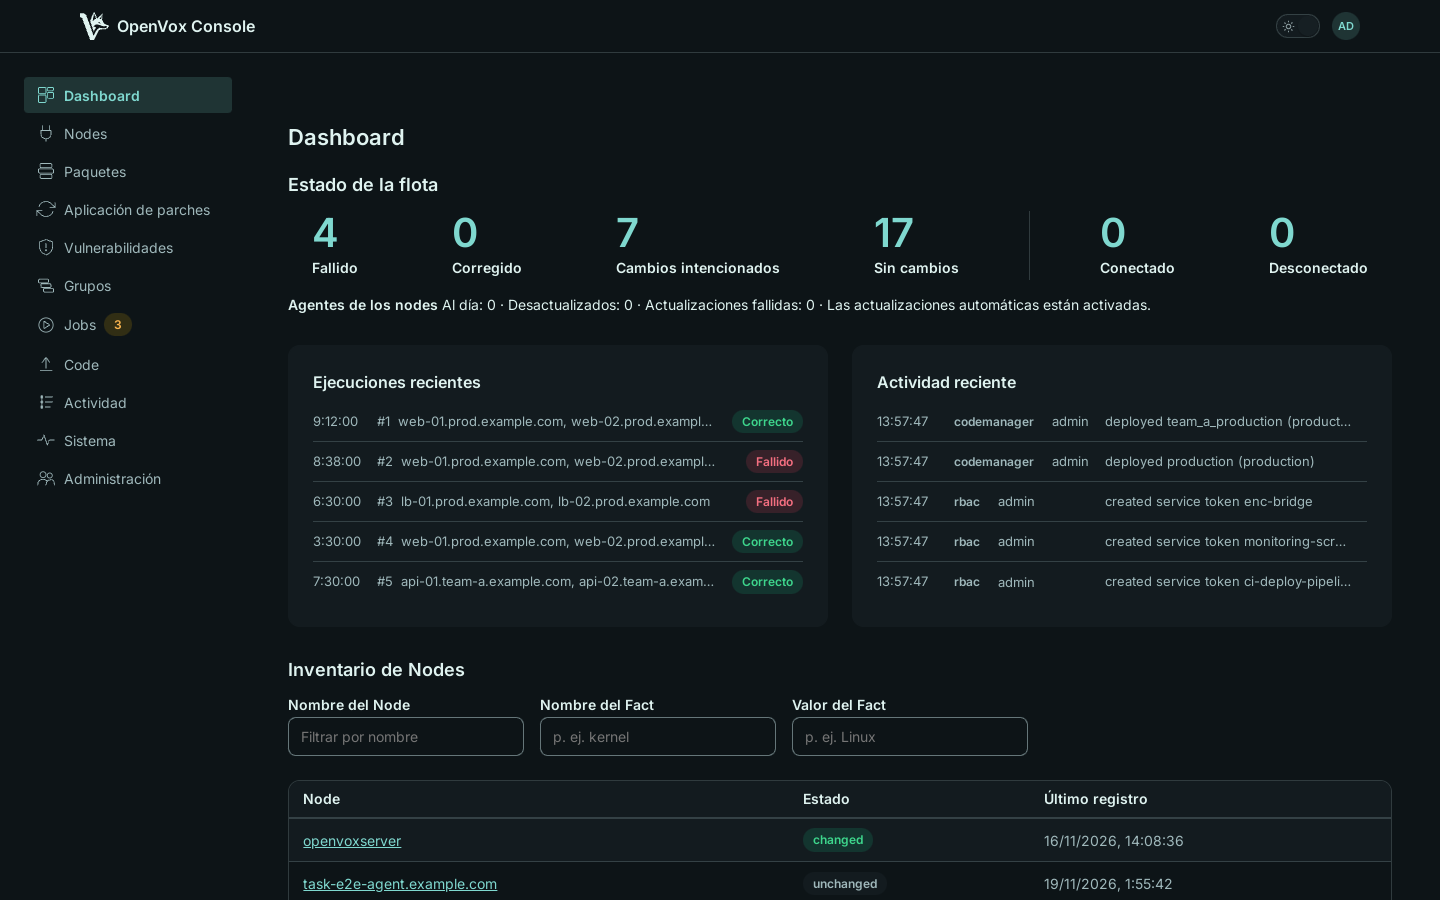 OpenVox Console
AD
Dashboard
Nodes
Paquetes
Aplicación de parches
Vulnerabilidades
Grupos
Jobs 3
Code
Actividad
Sistema
Administración
Dashboard
Estado de la flota
4 Fallido
0 Corregido
7 Cambios intencionados
17 Sin cambios
0 Conectado
0 Desconectado
Agentes de los nodos Al día: 0 · Desactualizados: 0 · Actualizaciones fallidas: 0 · Las actualizaciones automáticas están activadas.
Ejecuciones recientes
9:12:00 #1 web-01.prod.example.com, web-02.prod.exampl... Correcto
8:38:00 #2 web-01.prod.example.com, web-02.prod.exampl... Fallido
6:30:00 #3 lb-01.prod.example.com, lb-02.prod.example.com Fallido
3:30:00 #4 web-01.prod.example.com, web-02.prod.exampl... Correcto
7:30:00 #5 api-01.team-a.example.com, api-02.team-a.exam... Correcto
Actividad reciente
13:57:47 codemanager admin deployed team_a_production (product...
13:57:47 codemanager admin deployed production (production)
13:57:47 rbac admin created service token enc-bridge
13:57:47 rbac admin created service token monitoring-scr...
13:57:47 rbac admin created service token ci-deploy-pipeli...
Inventario de Nodes
Nombre del Node
Filtrar por nombre
Nombre del Fact
p. ej. kernel
Valor del Fact
p. ej. Linux
Node Estado Último registro
openvoxserver changed 16/11/2026, 14:08:36
task-e2e-agent.example.com unchanged 19/11/2026, 1:55:42